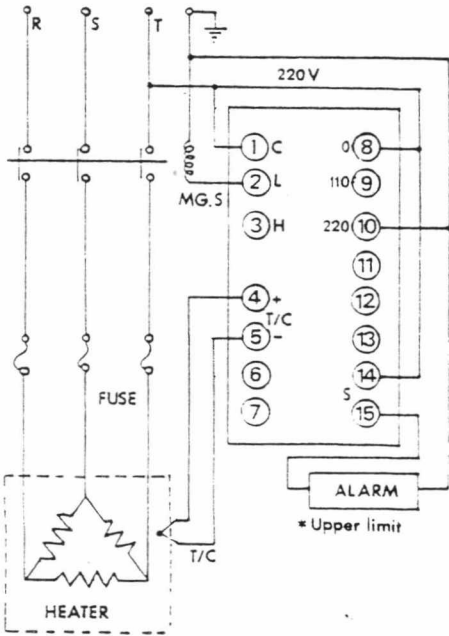 R S T
220 V
1 C 0 8
2 L 110 9
MG.S
3 H 220 10
11
4 + 12
T/C
5 - 13
6 14
S
7 15
FUSE
ALARM
* Upper limit
T/C
HEATER